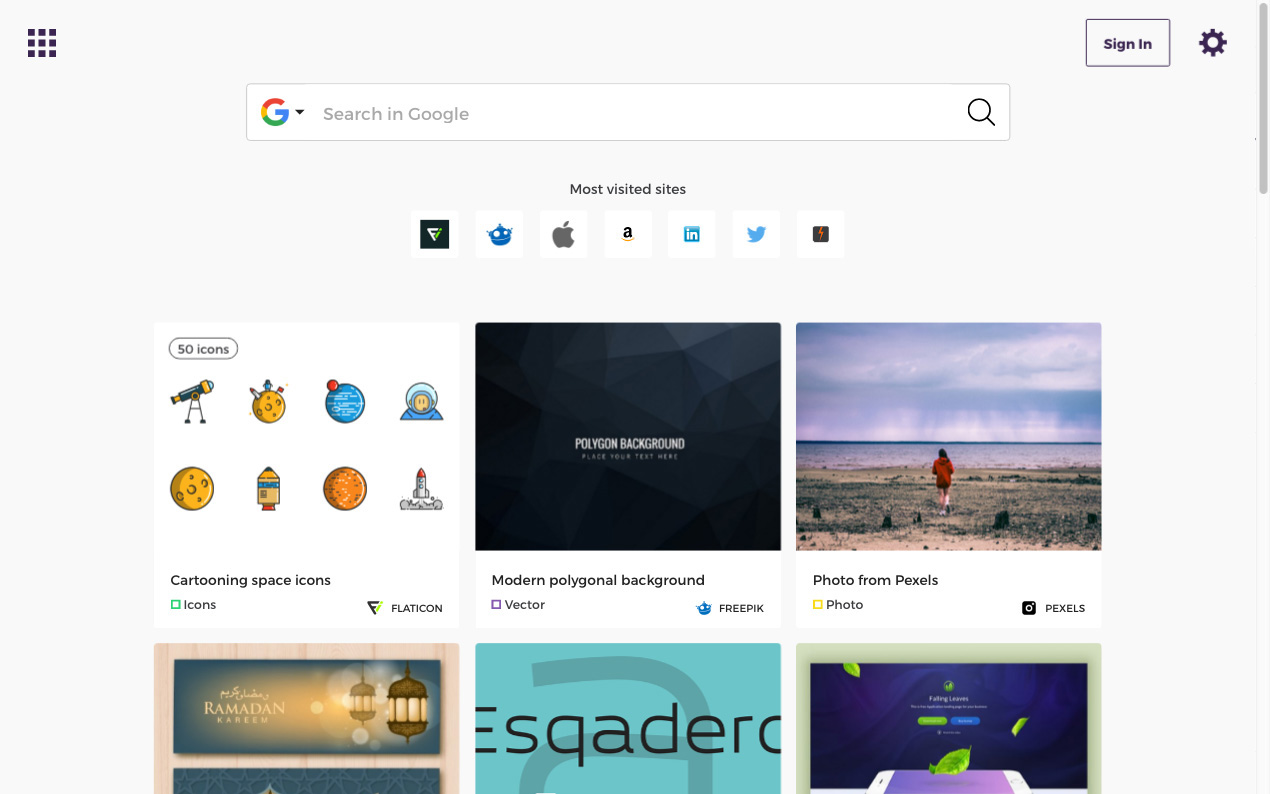 Sign In
Search in Google
Most visited sites
50 icons
POLYGON BACKGROUND
PLACE YOUR TEXT HERE
Cartooning space icons
Icons
FLATICON
Modern polygonal background
Vector
FREEPIK
Photo from Pexels
Photo
PEXELS
رمضان كريم
RAMADAN
KAREEM
Esqadero
Falling Leaves